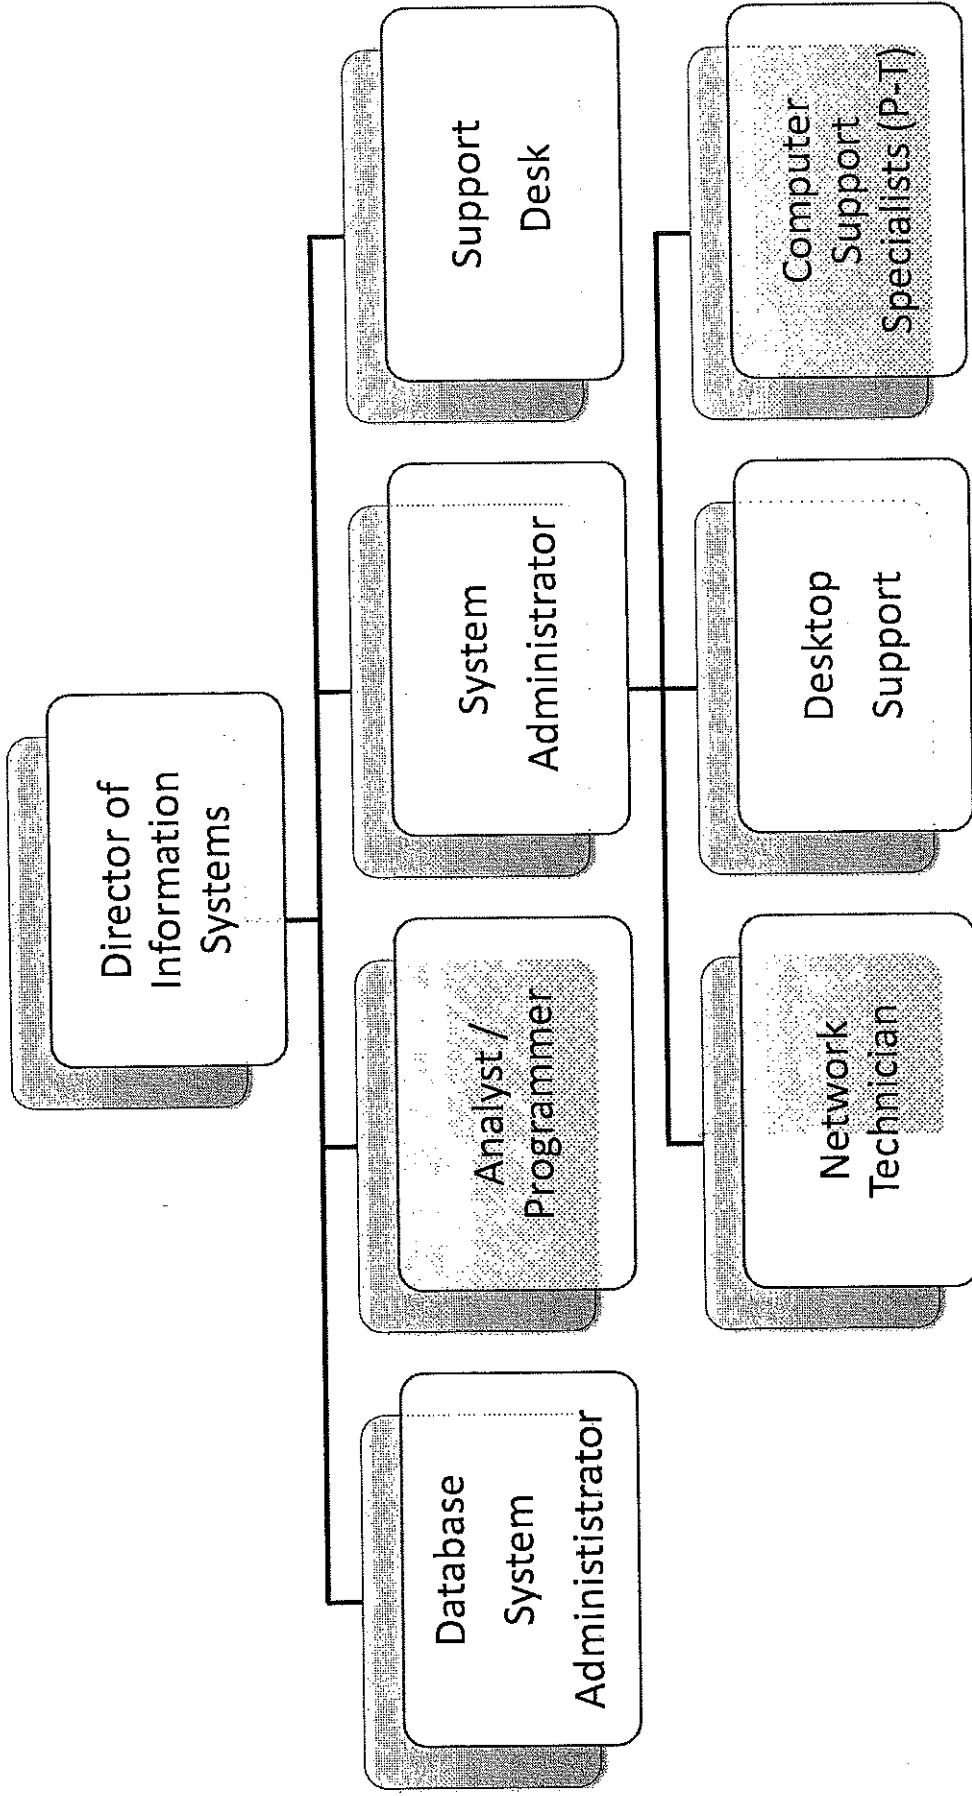 Director of
Information
Systems
Database
System
Administistrator
Analyst /
Programmer
System
Administrator
Support
Desk
Network
Technician
Desktop
Support
Computer
Support
Specialists (P-T)